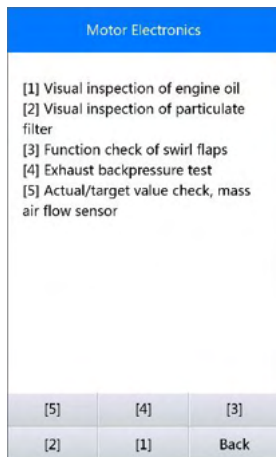 Motor Electronics
[1] Visual inspection of engine oil
[2] Visual inspection of particulate
filter
[3] Function check of swirl flaps
[4] Exhaust backpressure test
[5] Actual/target value check, mass
air flow sensor
[5] [4] [3]
[2] [1] Back